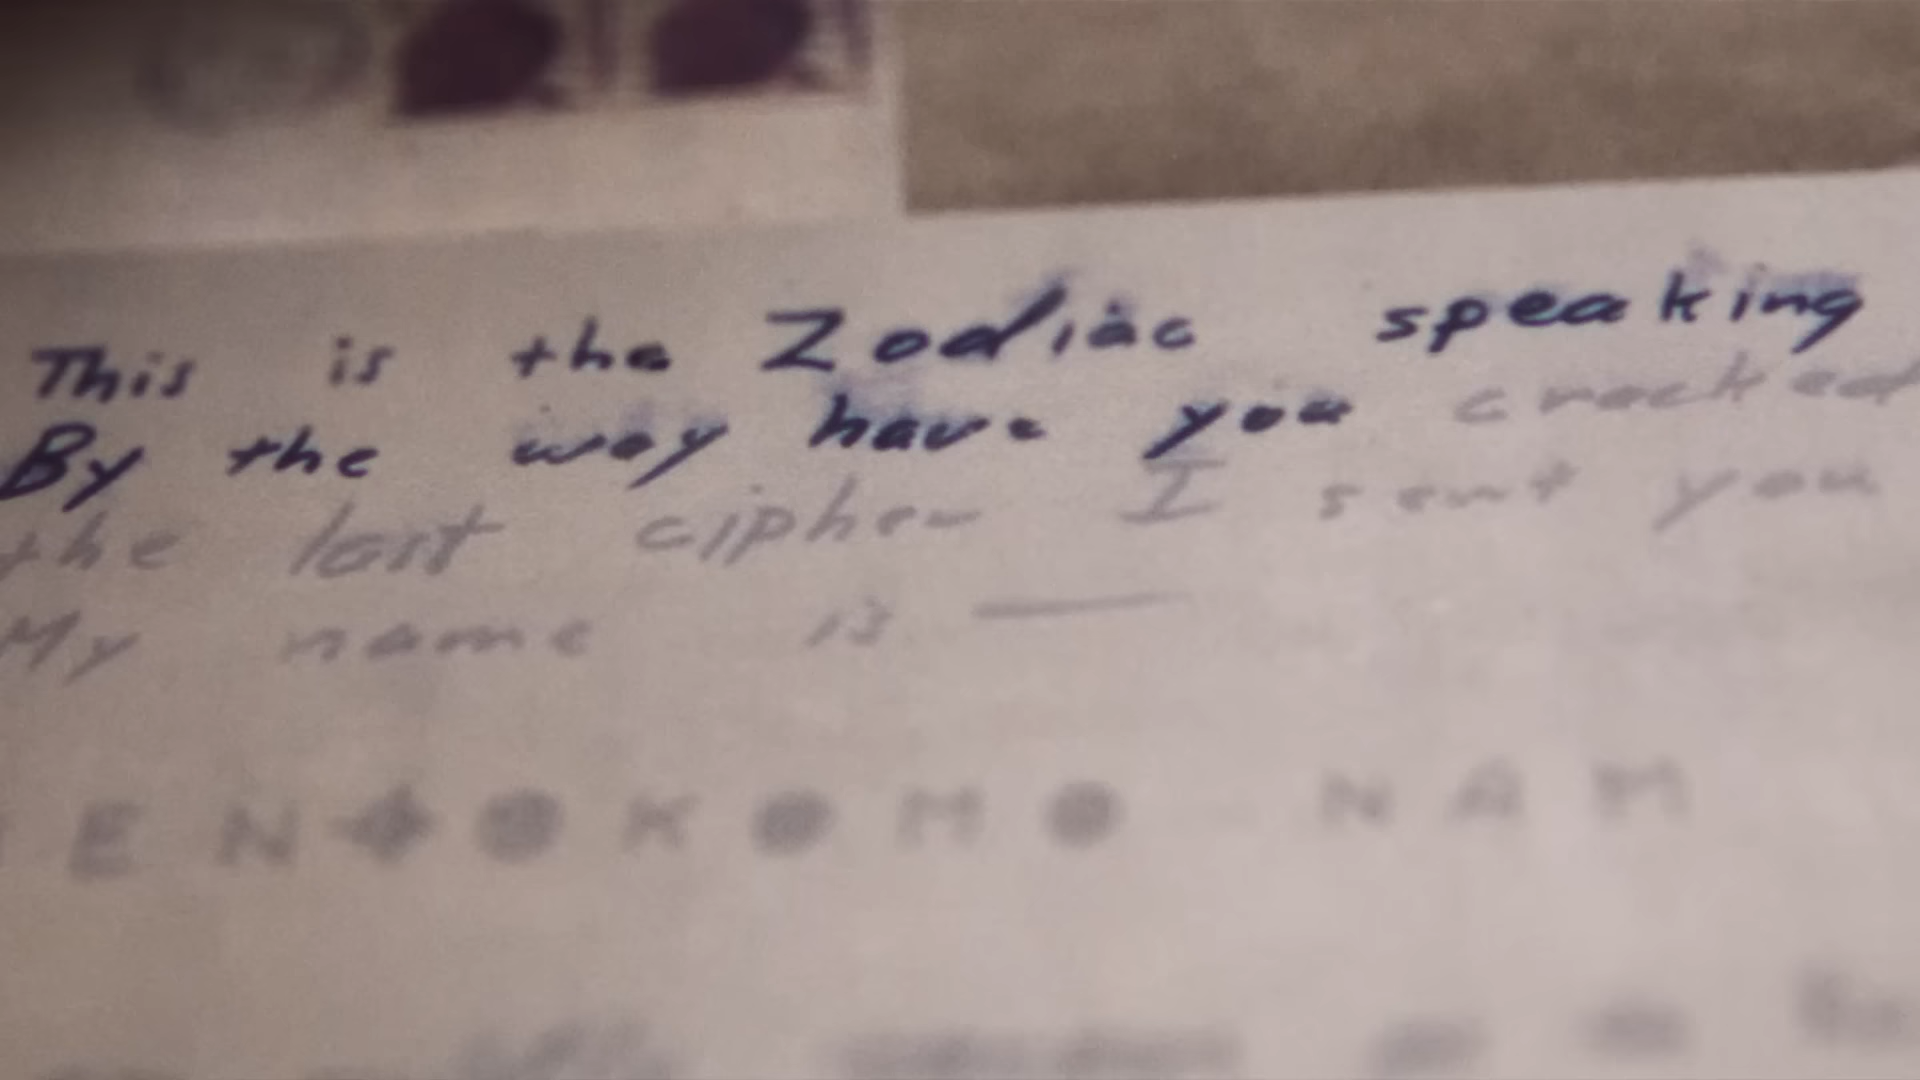 This is the Zodiac speaking
By the way have you cracked
the last cipher I sent you
My name is —
E N K M N A M